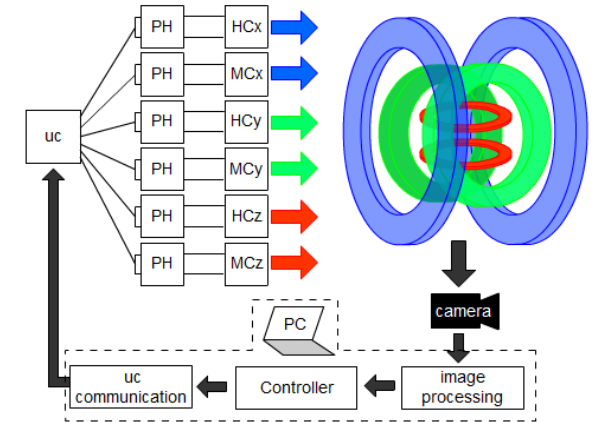 PH HCx
PH MCx
PH HCy
uc
PH MCy
PH HCz
PH MCz
camera
PC
uc
communication
Controller
image
processing